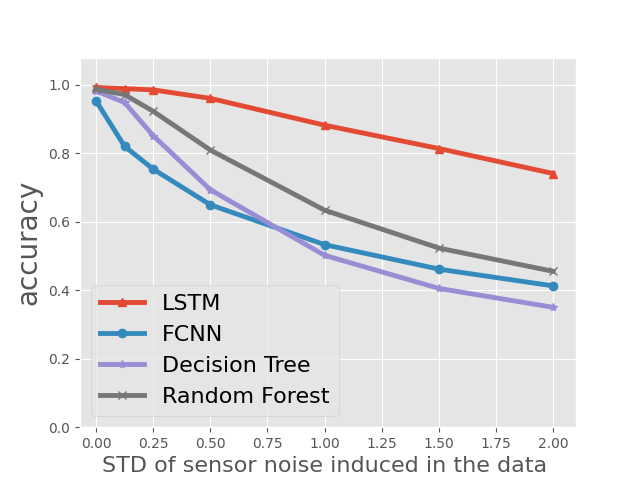 1.0
0.8
0.6
0.4
0.2
0.0
accuracy
LSTM
FCNN
Decision Tree
Random Forest
0.00 0.25 0.50 0.75 1.00 1.25 1.50 1.75 2.00
STD of sensor noise induced in the data